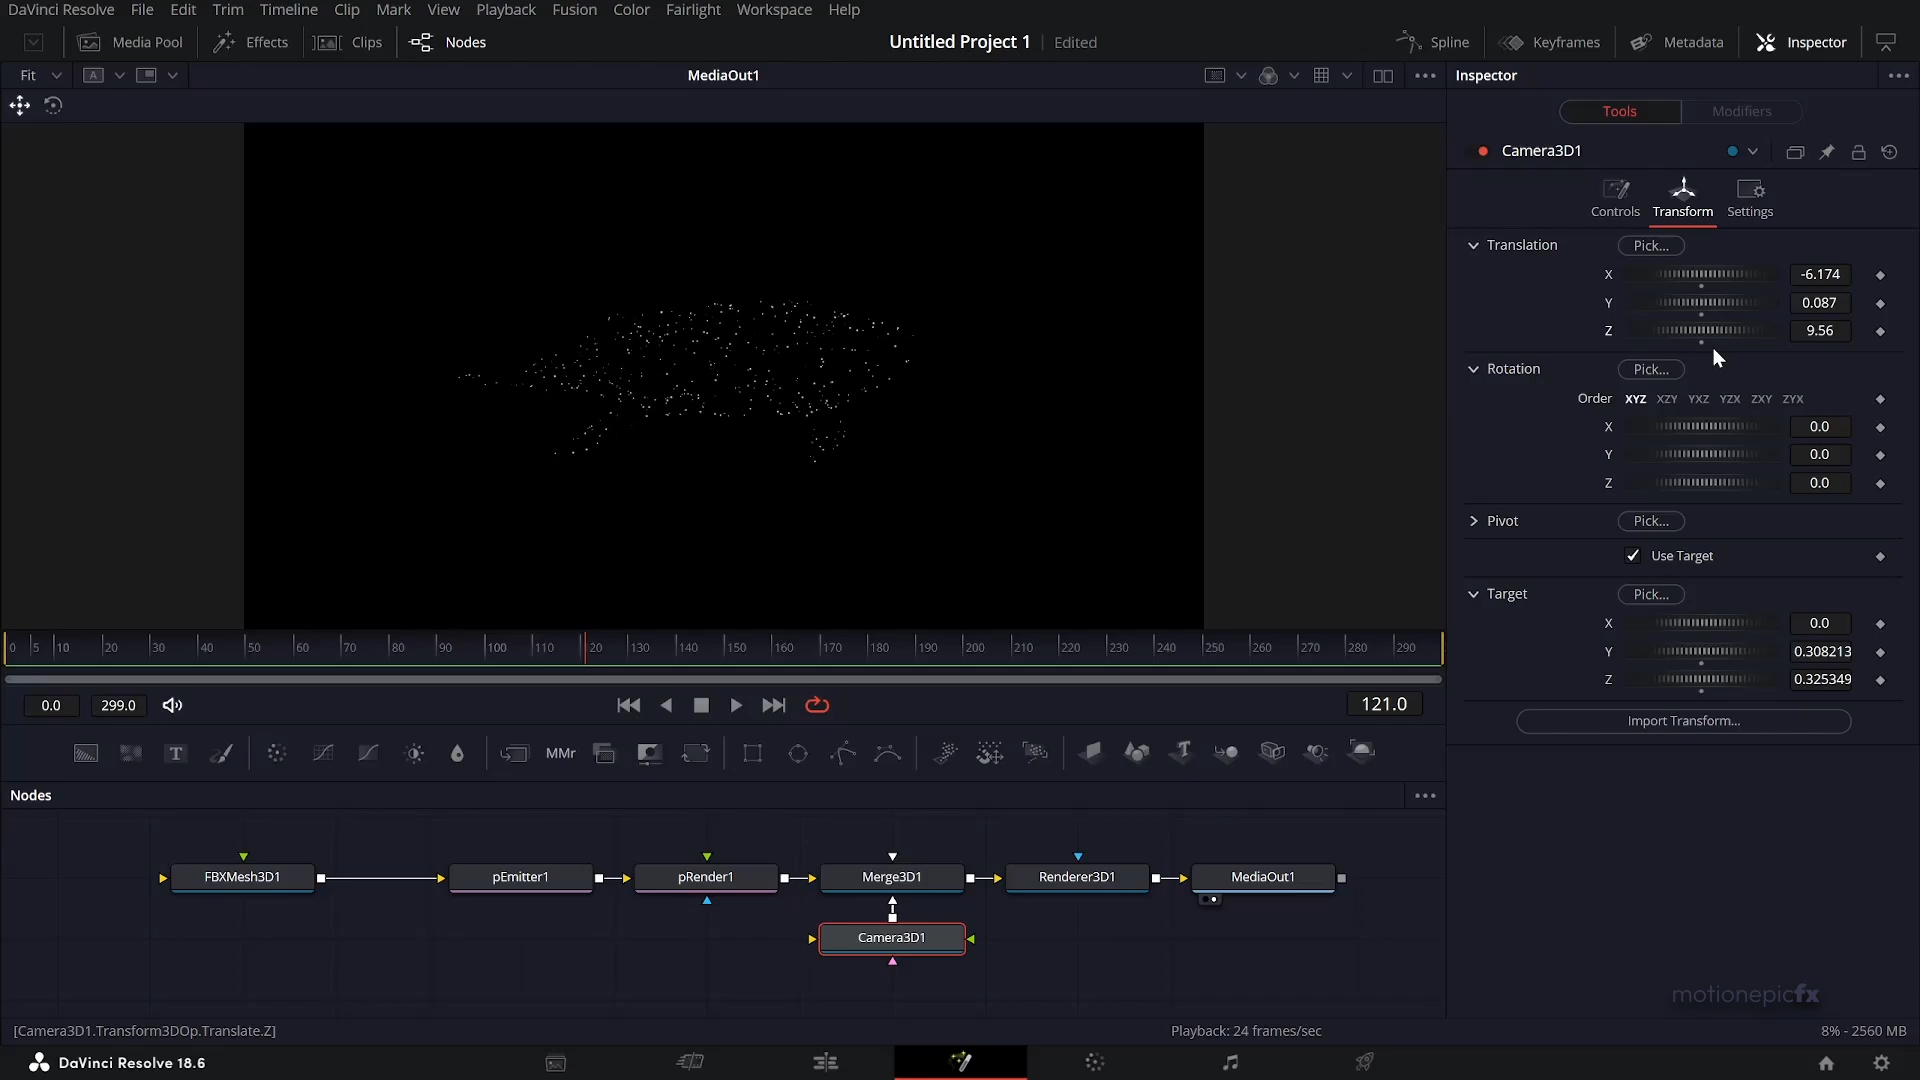 DaVinci Resolve File Edit Trim Timeline Clip Mark View Playback Fusion Color Fairlight Workspace Help
Media Pool Effects Clips Nodes Untitled Project 1 Edited Spline Keyframes Metadata Inspector
Fit A MediaOut1 Inspector
Tools Modifiers
Camera3D1
Controls Transform Settings
Translation Pick...
X -6.174
Y 0.087
Z 9.56
Rotation Pick...
Order XYZ XZY YXZ YZX ZXY ZYX
X 0.0
Y 0.0
Z 0.0
Pivot Pick...
Use Target
Target Pick...
X 0.0
Y 0.308213
Z 0.325349
Import Transform...
0 5 10 20 30 40 50 60 70 80 90 100 110 20 130 140 150 160 170 180 190 200 210 220 230 240 250 260 270 280 290
0.0 299.0 121.0
T MMr T
Nodes
FBXMesh3D1 pEmitter1 pRender1 Merge3D1 Renderer3D1 MediaOut1
Camera3D1
motionepicfx
[Camera3D1.Transform3DOp.Translate.Z] Playback: 24 frames/sec 8% - 2560 MB
DaVinci Resolve 18.6